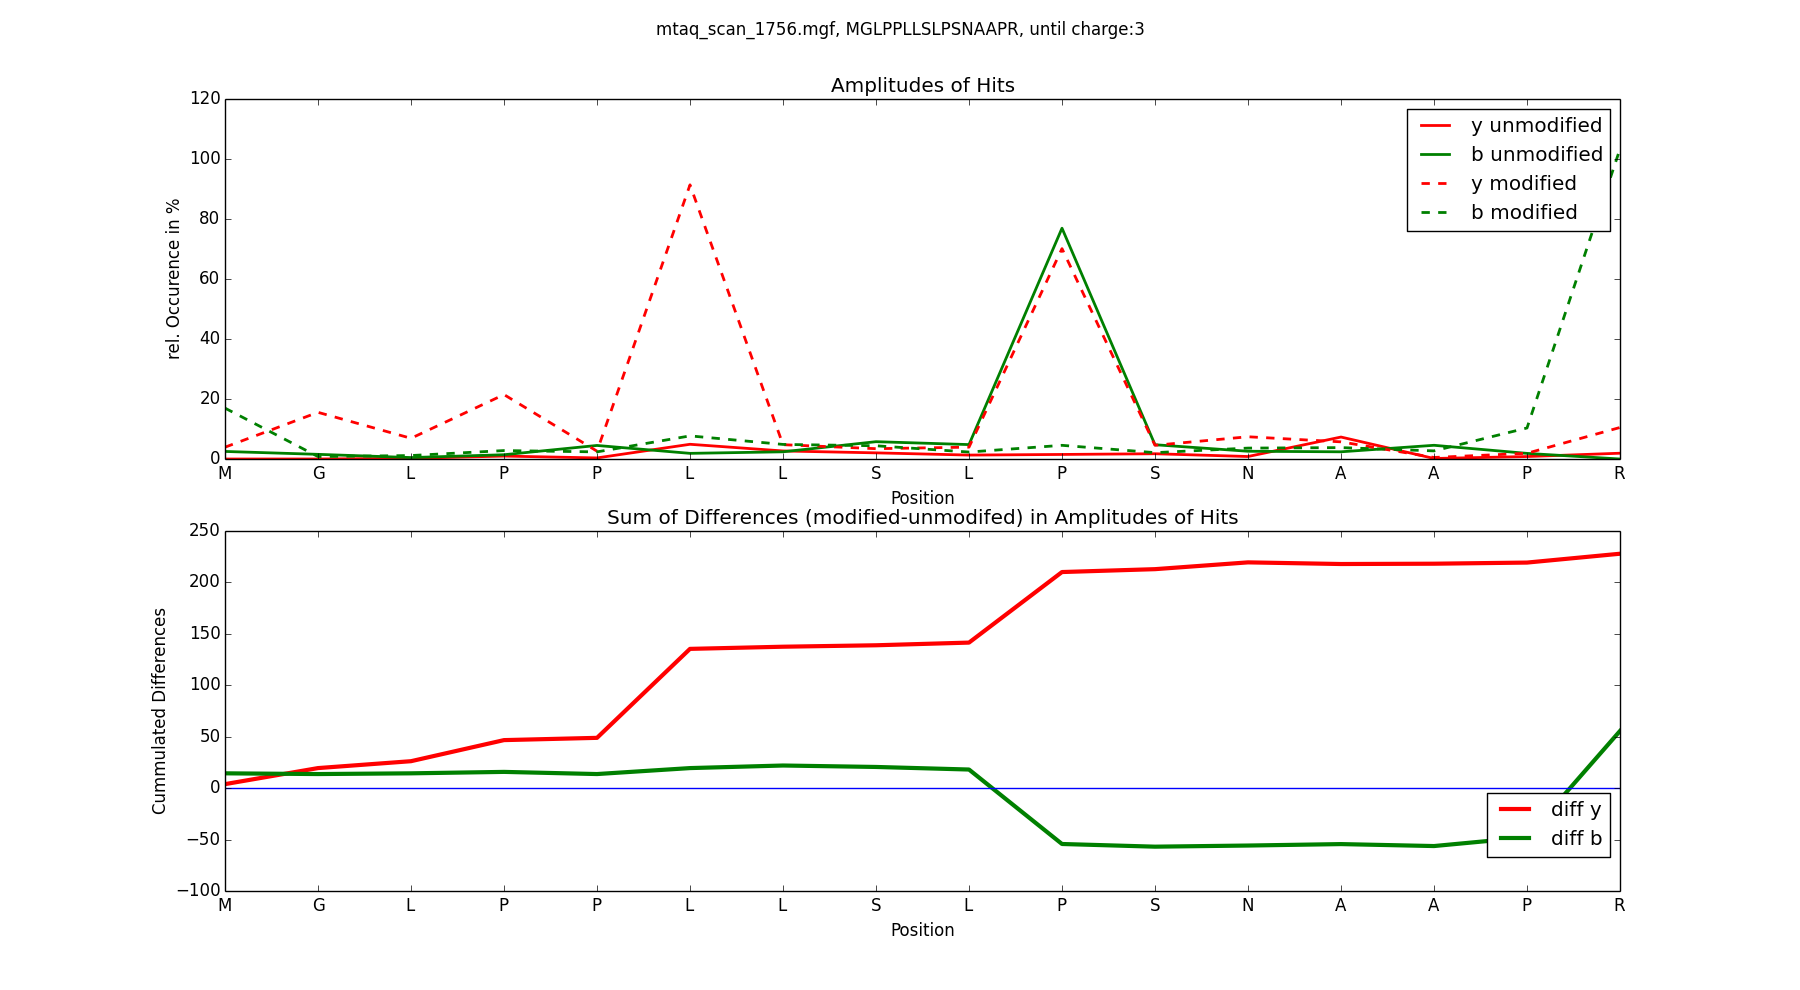 mtaq_scan_1756.mgf, MGLPPLLSLPSNAAPR, until charge:3
Amplitudes of Hits
120
100
80
60
40
20
0
rel. Occurence in %
y unmodified
b unmodified
y modified
b modified
M G L P P L L S L P S N A A P R
Position
Sum of Differences (modified-unmodifed) in Amplitudes of Hits
250
200
150
100
50
0
−50
−100
Cummulated Differences
diff y
diff b
M G L P P L L S L P S N A A P R
Position